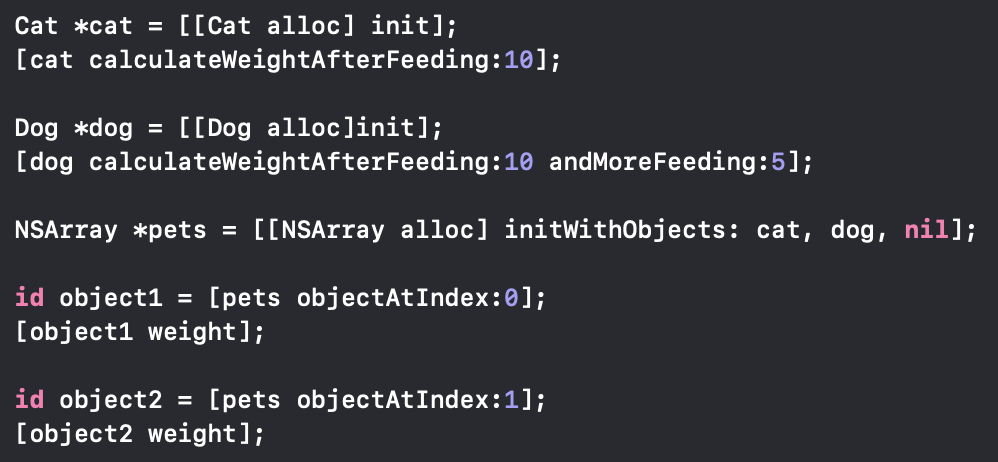 Cat *cat = [[Cat alloc] init];
[cat calculateWeightAfterFeeding:10];
Dog *dog = [[Dog alloc]init];
[dog calculateWeightAfterFeeding:10 andMoreFeeding:5];
NSArray *pets = [[NSArray alloc] initWithObjects: cat, dog, nil];
id object1 = [pets objectAtIndex:0];
[object1 weight];
id object2 = [pets objectAtIndex:1];
[object2 weight];